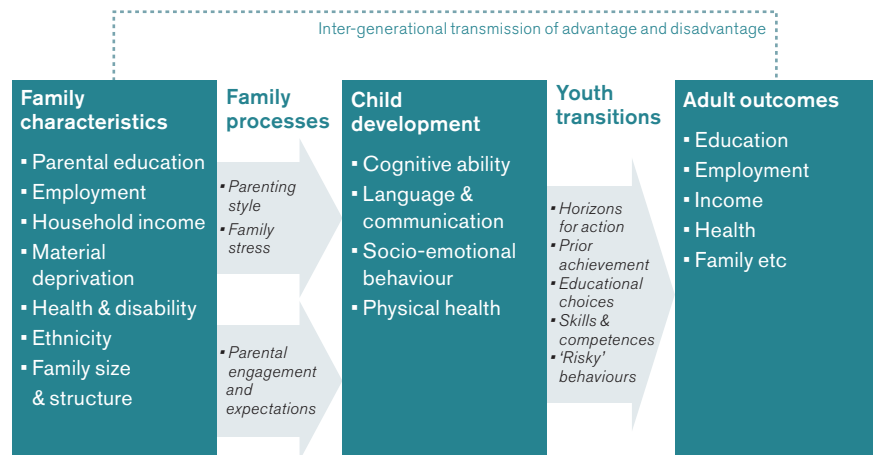 Inter-generational transmission of advantage and disadvantage
Family
characteristics
▪ Parental education
▪ Employment
▪ Household income
▪ Material
deprivation
▪ Health & disability
▪ Ethnicity
▪ Family size
& structure
Family
processes
▪ Parenting
style
▪ Family
stress
▪ Parental
engagement
and
expectations
Child
development
▪ Cognitive ability
▪ Language &
communication
▪ Socio-emotional
behaviour
▪ Physical health
Youth
transitions
▪ Horizons
for action
▪ Prior
achievement
▪ Educational
choices
▪ Skills &
competences
▪ ‘Risky’
behaviours
Adult outcomes
▪ Education
▪ Employment
▪ Income
▪ Health
▪ Family etc